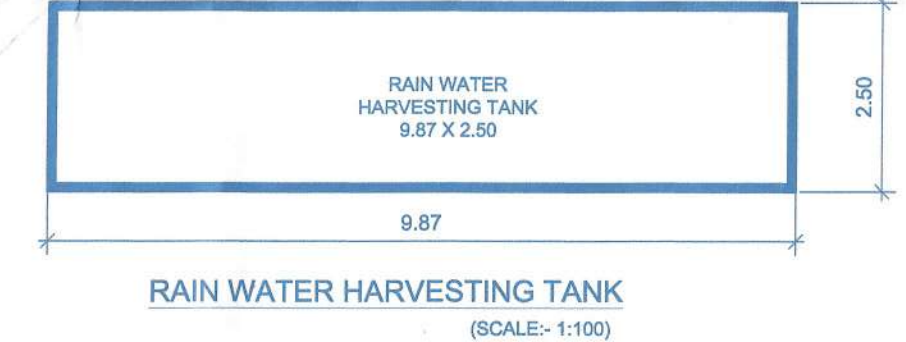 RAIN WATER
HARVESTING TANK
9.87 X 2.50
2.50
9.87
RAIN WATER HARVESTING TANK
(SCALE:- 1:100)